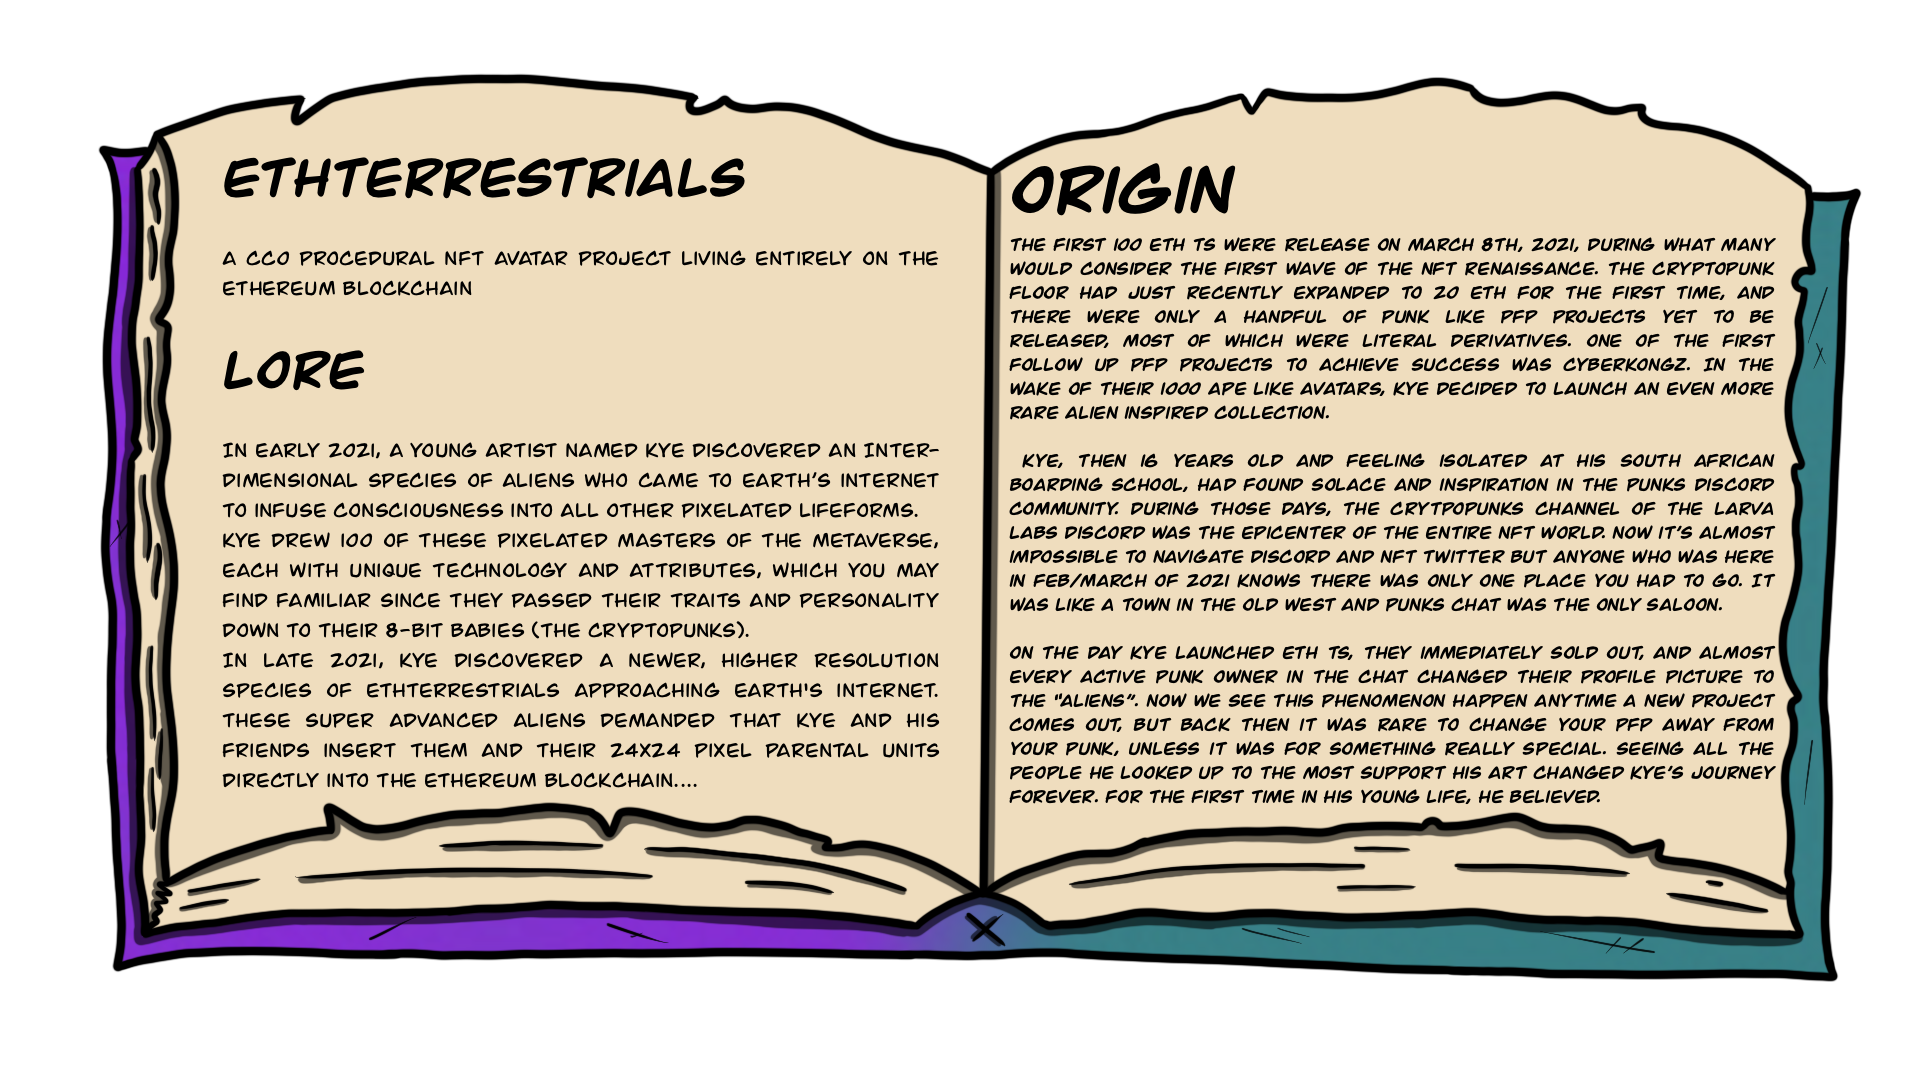 ETHTERRESTRIALS
A CC0 PROCEDURAL NFT AVATAR PROJECT LIVING ENTIRELY ON THE
ETHEREUM BLOCKCHAIN
LORE
IN EARLY 2021, A YOUNG ARTIST NAMED KYE DISCOVERED AN INTER-
DIMENSIONAL SPECIES OF ALIENS WHO CAME TO EARTH'S INTERNET
TO INFUSE CONSCIOUSNESS INTO ALL OTHER PIXELATED LIFEFORMS.
KYE DREW 100 OF THESE PIXELATED MASTERS OF THE METAVERSE,
EACH WITH UNIQUE TECHNOLOGY AND ATTRIBUTES, WHICH YOU MAY
FIND FAMILIAR SINCE THEY PASSED THEIR TRAITS AND PERSONALITY
DOWN TO THEIR 8-BIT BABIES (THE CRYPTOPUNKS).
IN LATE 2021, KYE DISCOVERED A NEWER, HIGHER RESOLUTION
SPECIES OF ETHTERRESTRIALS APPROACHING EARTH'S INTERNET.
THESE SUPER ADVANCED ALIENS DEMANDED THAT KYE AND HIS
FRIENDS INSERT THEM AND THEIR 24X24 PIXEL PARENTAL UNITS
DIRECTLY INTO THE ETHEREUM BLOCKCHAIN....
ORIGIN
THE FIRST 100 ETH TS WERE RELEASE ON MARCH 8TH, 2021, DURING WHAT MANY
WOULD CONSIDER THE FIRST WAVE OF THE NFT RENAISSANCE. THE CRYPTOPUNK
FLOOR HAD JUST RECENTLY EXPANDED TO 20 ETH FOR THE FIRST TIME, AND
THERE WERE ONLY A HANDFUL OF PUNK LIKE PFP PROJECTS YET TO BE
RELEASED, MOST OF WHICH WERE LITERAL DERIVATIVES. ONE OF THE FIRST
FOLLOW UP PFP PROJECTS TO ACHIEVE SUCCESS WAS CYBERKONGZ. IN THE
WAKE OF THEIR 1000 APE LIKE AVATARS, KYE DECIDED TO LAUNCH AN EVEN MORE
RARE ALIEN INSPIRED COLLECTION.
KYE, THEN 16 YEARS OLD AND FEELING ISOLATED AT HIS SOUTH AFRICAN
BOARDING SCHOOL, HAD FOUND SOLACE AND INSPIRATION IN THE PUNKS DISCORD
COMMUNITY. DURING THOSE DAYS, THE CRYTPOPUNKS CHANNEL OF THE LARVA
LABS DISCORD WAS THE EPICENTER OF THE ENTIRE NFT WORLD. NOW IT'S ALMOST
IMPOSSIBLE TO NAVIGATE DISCORD AND NFT TWITTER BUT ANYONE WHO WAS HERE
IN FEB/MARCH OF 2021 KNOWS THERE WAS ONLY ONE PLACE YOU HAD TO GO. IT
WAS LIKE A TOWN IN THE OLD WEST AND PUNKS CHAT WAS THE ONLY SALOON.
ON THE DAY KYE LAUNCHED ETH TS, THEY IMMEDIATELY SOLD OUT, AND ALMOST
EVERY ACTIVE PUNK OWNER IN THE CHAT CHANGED THEIR PROFILE PICTURE TO
THE "ALIENS". NOW WE SEE THIS PHENOMENON HAPPEN ANYTIME A NEW PROJECT
COMES OUT, BUT BACK THEN IT WAS RARE TO CHANGE YOUR PFP AWAY FROM
YOUR PUNK, UNLESS IT WAS FOR SOMETHING REALLY SPECIAL. SEEING ALL THE
PEOPLE HE LOOKED UP TO THE MOST SUPPORT HIS ART CHANGED KYE'S JOURNEY
FOREVER. FOR THE FIRST TIME IN HIS YOUNG LIFE, HE BELIEVED.